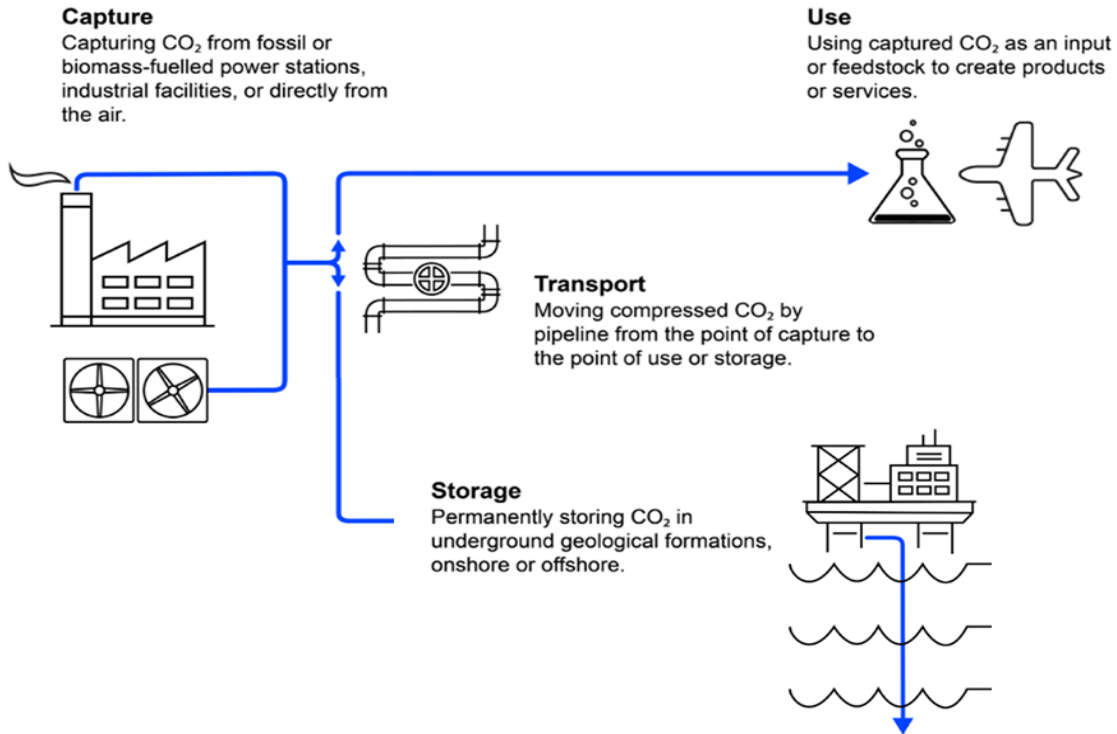 Capture
Capturing CO₂ from fossil or
biomass-fuelled power stations,
industrial facilities, or directly from
the air.
Use
Using captured CO₂ as an input
or feedstock to create products
or services.
Transport
Moving compressed CO₂ by
pipeline from the point of capture to
the point of use or storage.
Storage
Permanently storing CO₂ in
underground geological formations,
onshore or offshore.